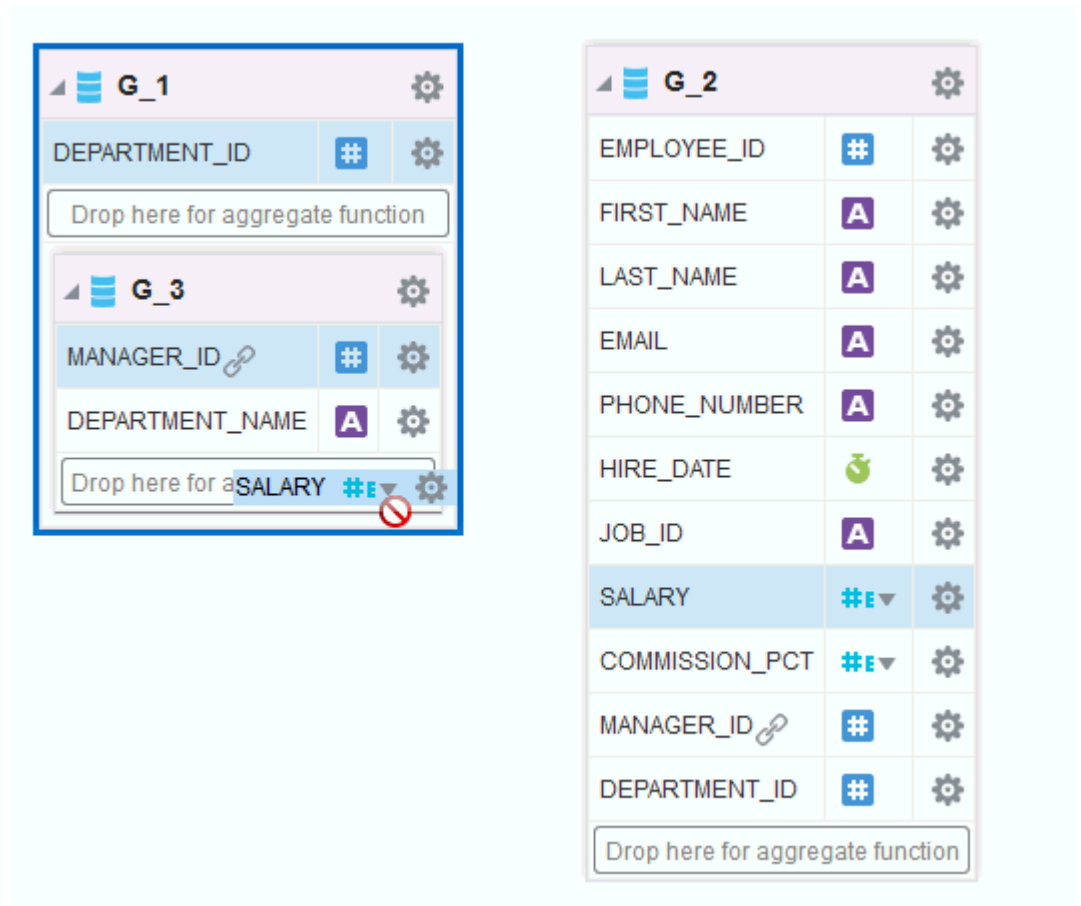 G_1
DEPARTMENT_ID #
Drop here for aggregate function
G_3
MANAGER_ID #
DEPARTMENT_NAME A
Drop here for a
SALARY #E
G_2
EMPLOYEE_ID #
FIRST_NAME A
LAST_NAME A
EMAIL A
PHONE_NUMBER A
HIRE_DATE
JOB_ID A
SALARY #E
COMMISSION_PCT #E
MANAGER_ID #
DEPARTMENT_ID #
Drop here for aggregate function